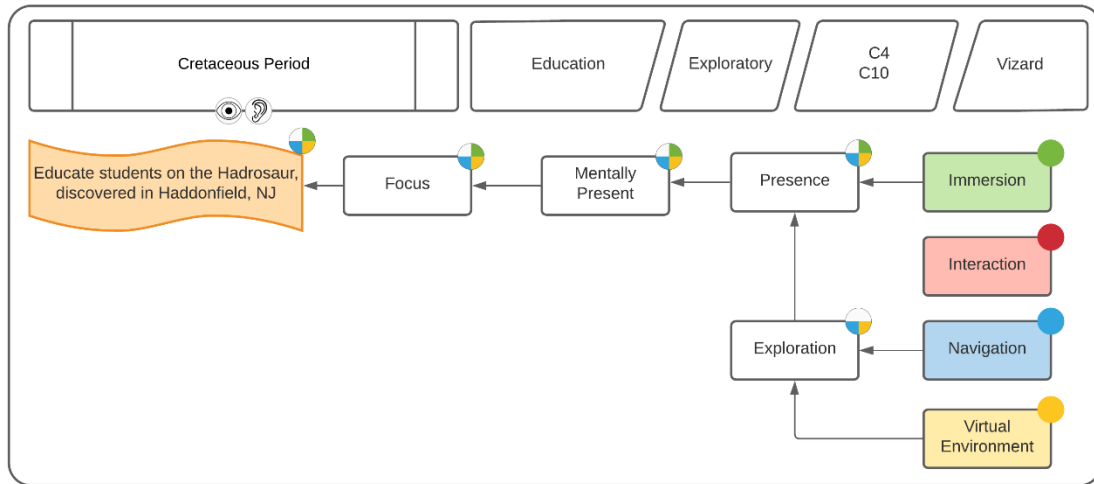 Cretaceous Period
Education
Exploratory
C4
C10
Vizard
Educate students on the Hadrosaur,
discovered in Haddonfield, NJ
Focus
Mentally
Present
Presence
Immersion
Interaction
Exploration
Navigation
Virtual
Environment